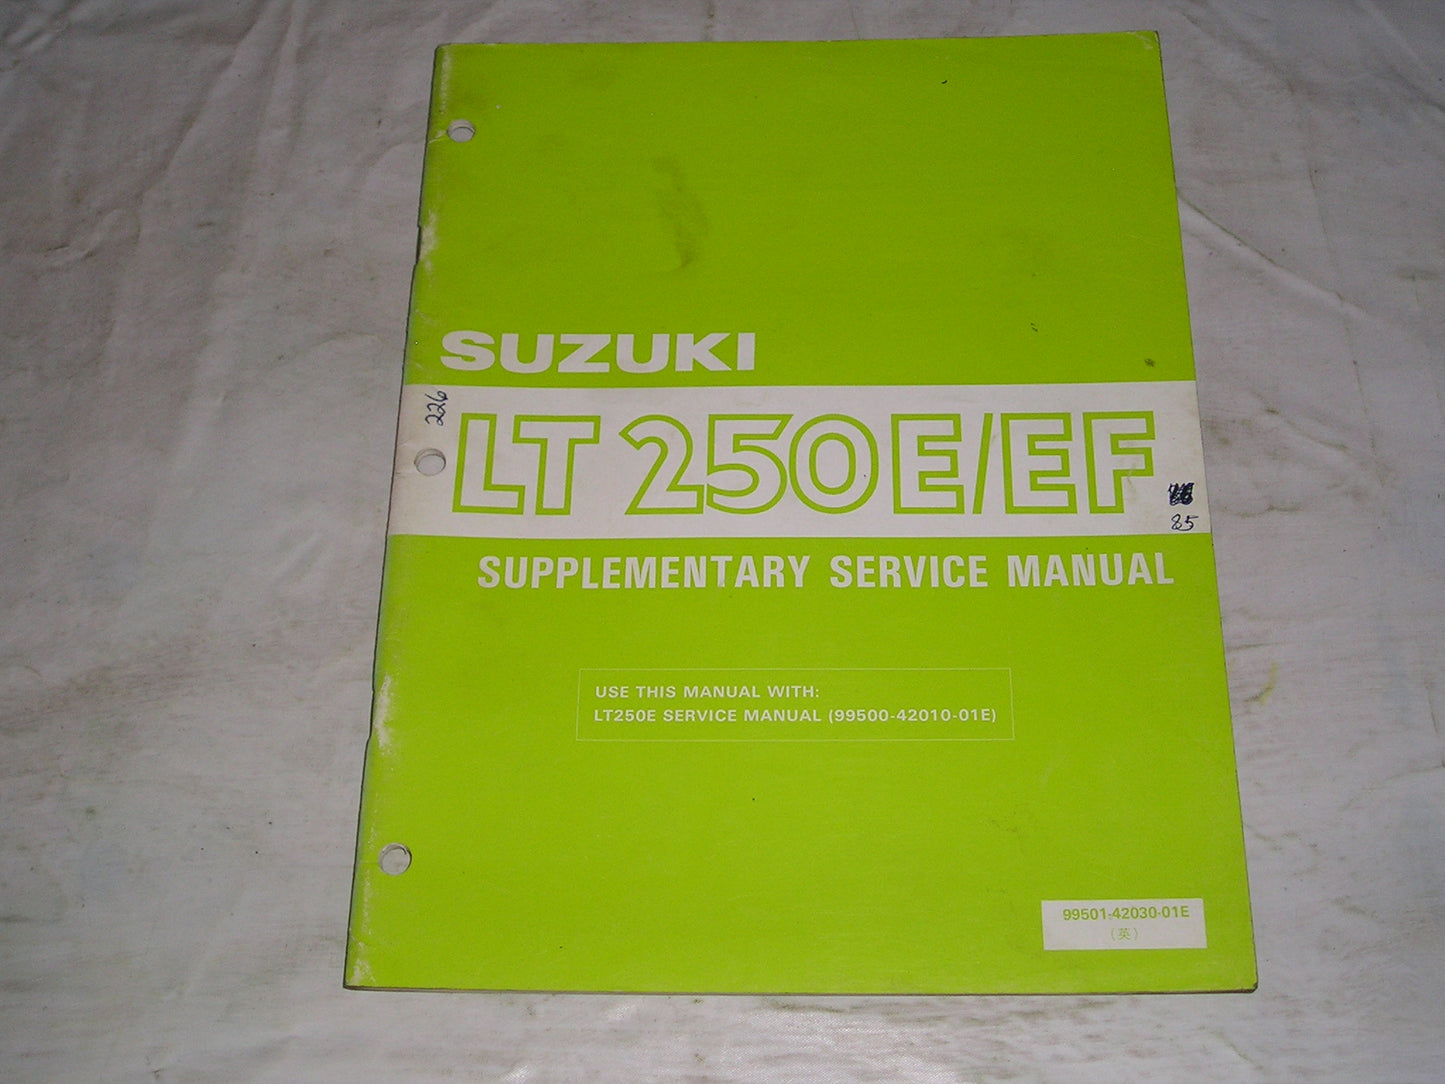 SUZUKI
226
LT 250E/EF
85
SUPPLEMENTARY SERVICE MANUAL
USE THIS MANUAL WITH:
LT250E SERVICE MANUAL (99500-42010-01E)
99501-42030-01E
(英)